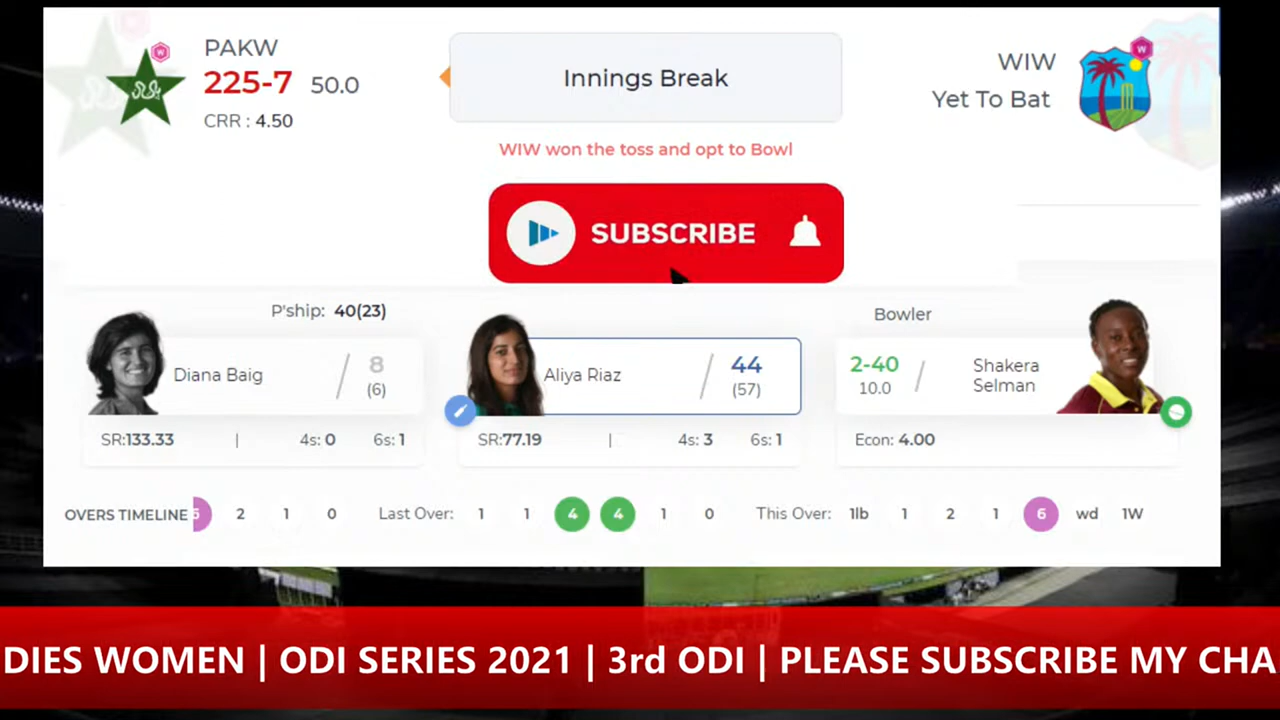 PAKW
225-7 50.0
CRR : 4.50
Innings Break
WIW
Yet To Bat
WIW won the toss and opt to Bowl
SUBSCRIBE
P'ship: 40(23)
Bowler
Diana Baig 8
(6)
Aliya Riaz 44
(57)
2-40
10.0
Shakera
Selman
SR:133.33 | 4s: 0 6s: 1
SR:77.19 | 4s: 3 6s: 1
Econ: 4.00
OVERS TIMELINE 6 2 1 0 Last Over: 1 1 4 4 1 0 This Over: 1lb 1 2 1 6 wd 1W
DIES WOMEN | ODI SERIES 2021 | 3rd ODI | PLEASE SUBSCRIBE MY CHA